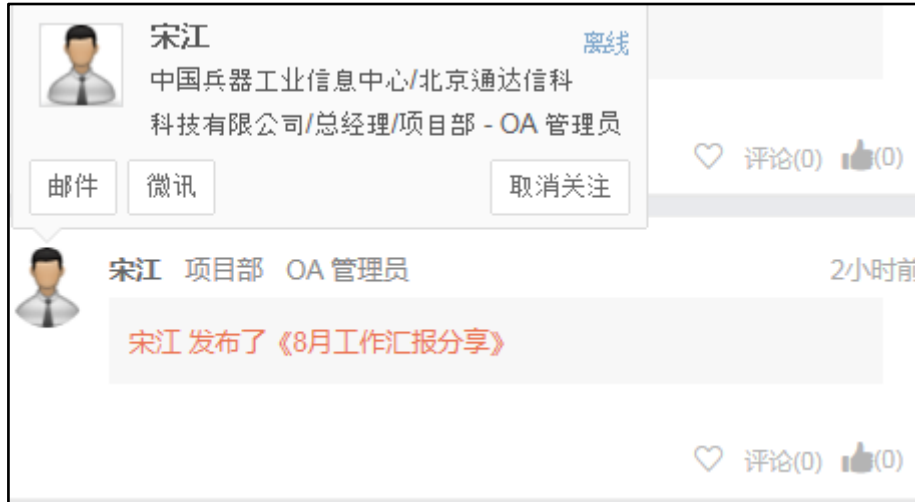 宋江
离线
中国兵器工业信息中心/北京通达信科
科技有限公司/总经理/项目部 - OA 管理员
评论(0) (0)
邮件 微讯 取消关注
宋江 项目部 OA 管理员 2小时前
宋江 发布了《8月工作汇报分享》
评论(0) (0)